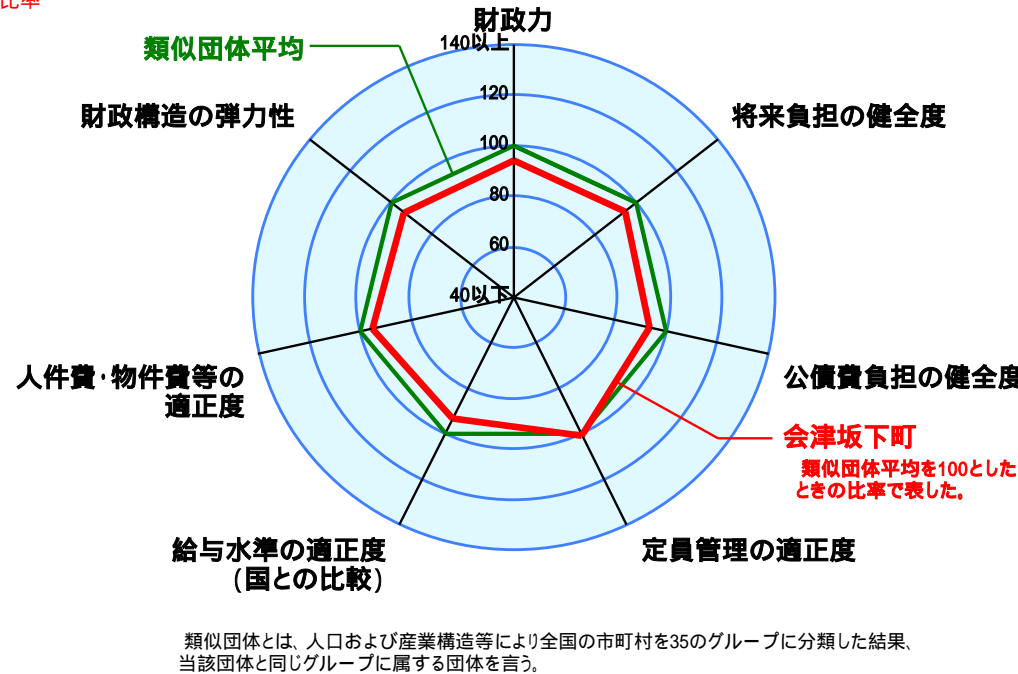 比率
財政力
140以上
類似団体平均
120
財政構造の弾力性
将来負担の健全度
100
80
60
40以下
人件費・物件費等の
適正度
公債費負担の健全度
会津坂下町
類似団体平均を100とした
ときの比率で表した。
給与水準の適正度
(国との比較)
定員管理の適正度
類似団体とは、人口および産業構造等により全国の市町村を35のグループに分類した結果、
当該団体と同じグループに属する団体を言う。